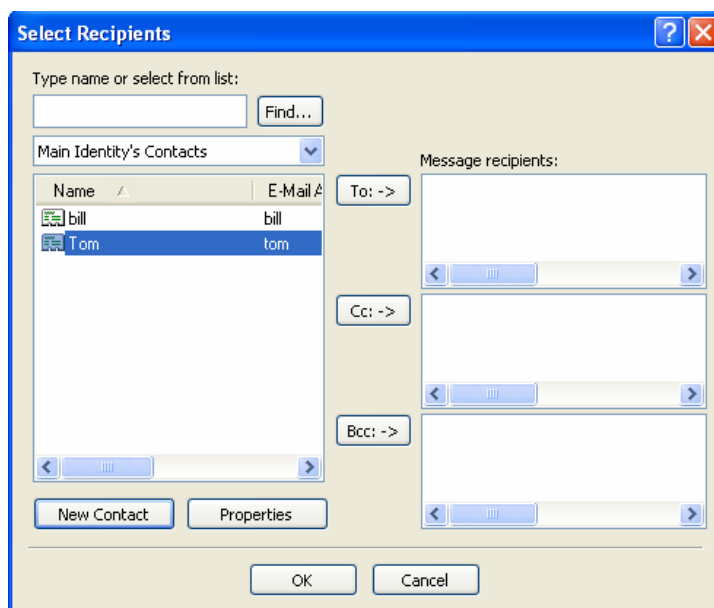 Select Recipients
Type name or select from list:
Find...
Main Identity's Contacts
Name E-Mail A
bill bill
Tom tom
New Contact Properties
To: ->
Cc: ->
Bcc: ->
Message recipients:
OK Cancel